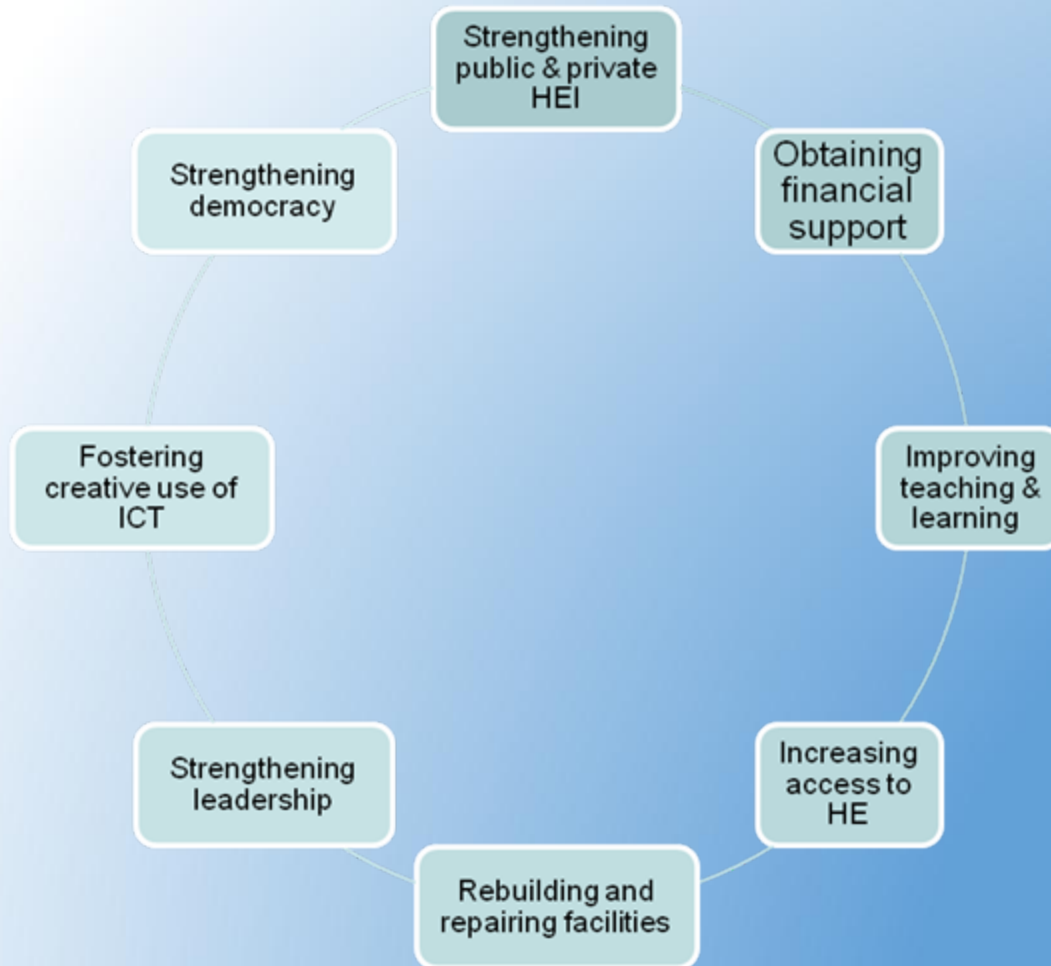 Strengthening
public & private
HEI
Obtaining
financial
support
Improving
teaching &
learning
Increasing
access to
HE
Rebuilding and
repairing facilities
Strengthening
leadership
Fostering
creative use of
ICT
Strengthening
democracy